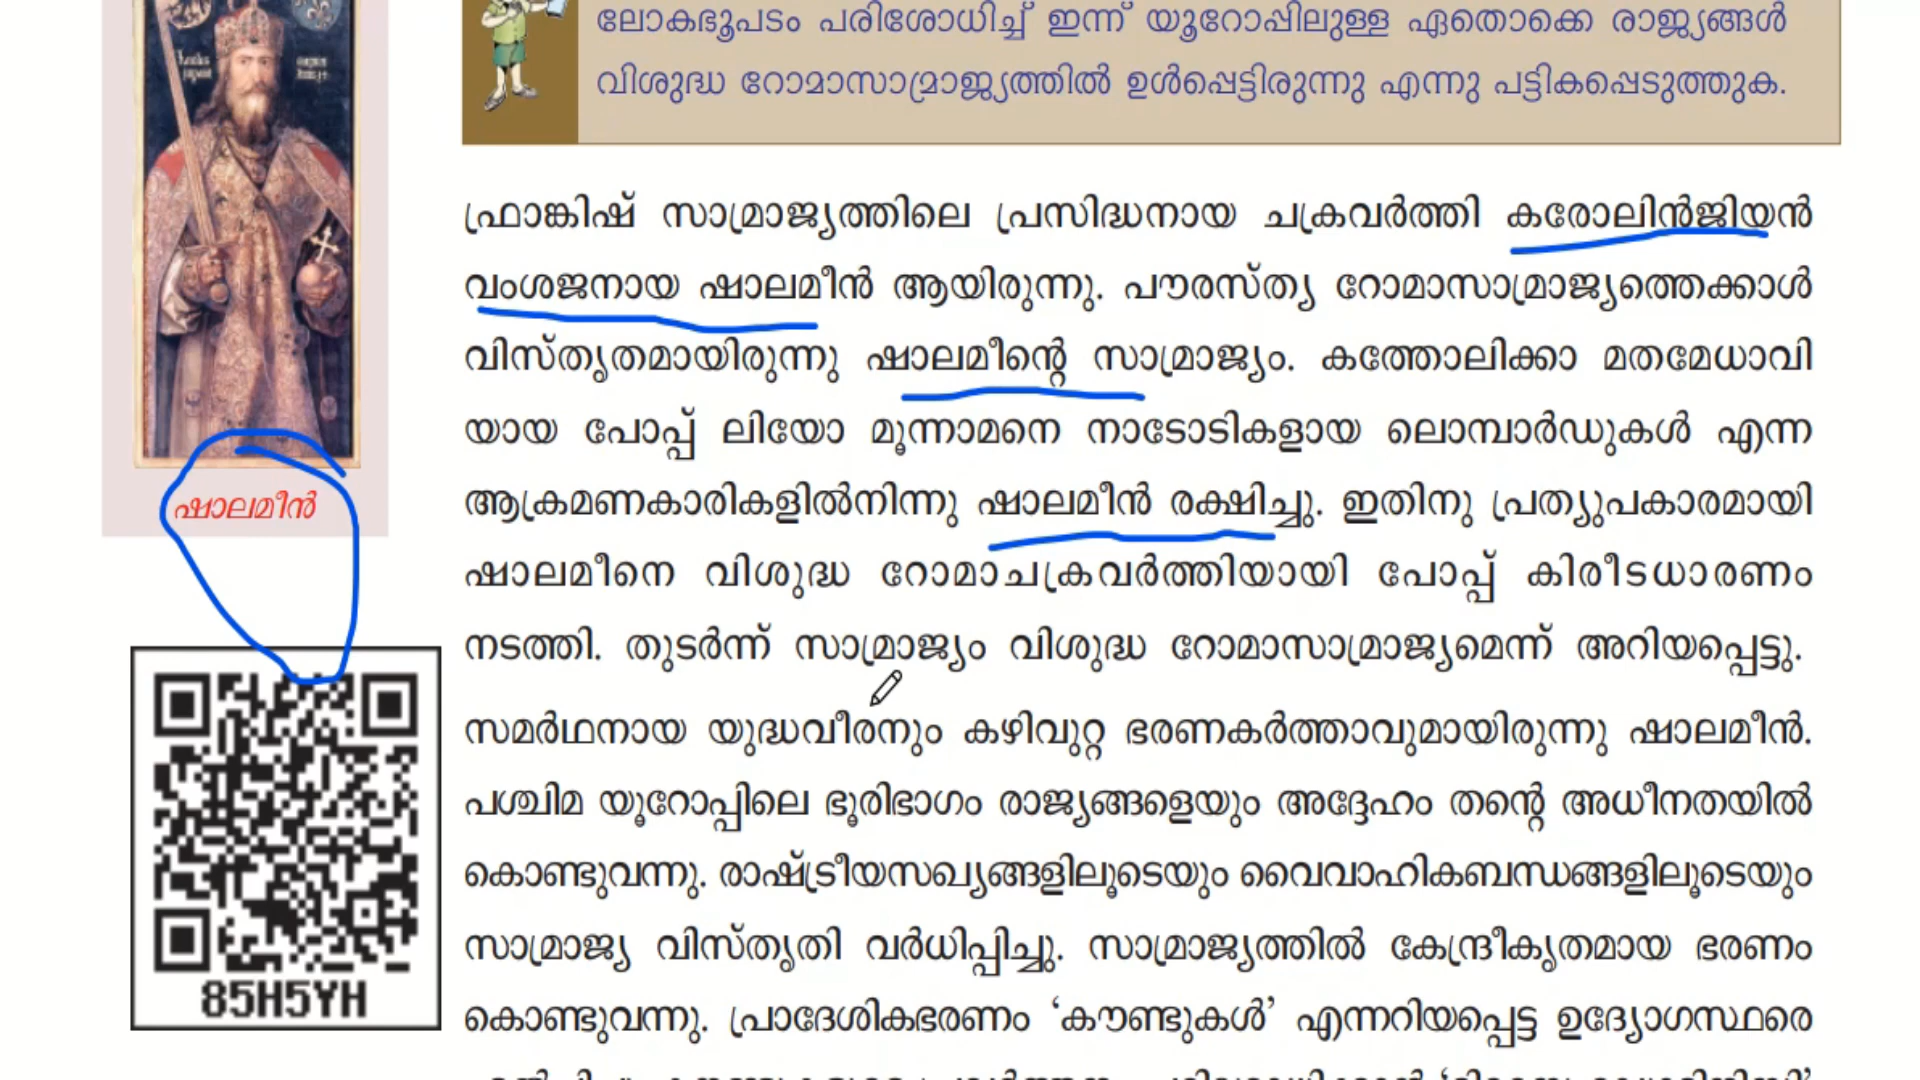 ലോകഭൂപടം പരിശോധിച്ച് ഇന്ന് യൂറോപ്പിലുള്ള ഏതൊക്കെ രാജ്യങ്ങൾ
വിശുദ്ധ റോമാസാമ്രാജ്യത്തിൽ ഉൾപ്പെട്ടിരുന്നു എന്നു പട്ടികപ്പെടുത്തുക.
ഫ്രാങ്കിഷ് സാമ്രാജ്യത്തിലെ പ്രസിദ്ധനായ ചക്രവർത്തി കരോലിൻജിയൻ
വംശജനായ ഷാലമീൻ ആയിരുന്നു. പൗരസ്ത്യ റോമാസാമ്രാജ്യത്തെക്കാൾ
വിസ്തൃതമായിരുന്നു ഷാലമീന്റെ സാമ്രാജ്യം. കത്തോലിക്കാ മതമേധാവി
യായ പോപ്പ് ലിയോ മൂന്നാമനെ നാടോടികളായ ലൊമ്പാർഡുകൾ എന്ന
ആക്രമണകാരികളിൽനിന്നു ഷാലമീൻ രക്ഷിച്ചു. ഇതിനു പ്രത്യുപകാരമായി
ഷാലമീനെ വിശുദ്ധ റോമാചക്രവർത്തിയായി പോപ്പ് കിരീടധാരണം
നടത്തി. തുടർന്ന് സാമ്രാജ്യം വിശുദ്ധ റോമാസാമ്രാജ്യമെന്ന് അറിയപ്പെട്ടു.
സമർഥനായ യുദ്ധവീരനും കഴിവുറ്റ ഭരണകർത്താവുമായിരുന്നു ഷാലമീൻ.
പശ്ചിമ യൂറോപ്പിലെ ഭൂരിഭാഗം രാജ്യങ്ങളെയും അദ്ദേഹം തന്റെ അധീനതയിൽ
കൊണ്ടുവന്നു. രാഷ്ട്രീയസഖ്യങ്ങളിലൂടെയും വൈവാഹികബന്ധങ്ങളിലൂടെയും
സാമ്രാജ്യ വിസ്തൃതി വർധിപ്പിച്ചു. സാമ്രാജ്യത്തിൽ കേന്ദ്രീകൃതമായ ഭരണം
കൊണ്ടുവന്നു. പ്രാദേശികഭരണം ‘കൗണ്ടുകൾ’ എന്നറിയപ്പെട്ട ഉദ്യോഗസ്ഥരെ
ഷാലമീൻ
85H5YH